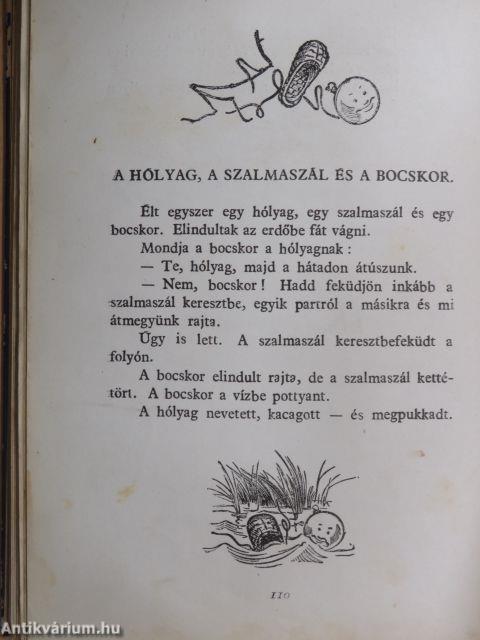 A HÓLYAG, A SZALMASZÁL ÉS A BOCSKOR.
Élt egyszer egy hólyag, egy szalmaszál és egy
bocskor. Elindultak az erdőbe fát vágni.
Mondja a bocskor a hólyagnak :
— Te, hólyag, majd a hátadon átúszunk.
— Nem, bocskor ! Hadd feküdjön inkább a
szalmaszál keresztbe, egyik partról a másikra és mi
átmegyünk rajta.
Úgy is lett. A szalmaszál keresztbefeküdt a
folyón.
A bocskor elindult rajta, de a szalmaszál ketté-
tört. A bocskor a vízbe pottyant.
A hólyag nevetett, kacagott — és megpukkadt.
110
Antikvárium.hu